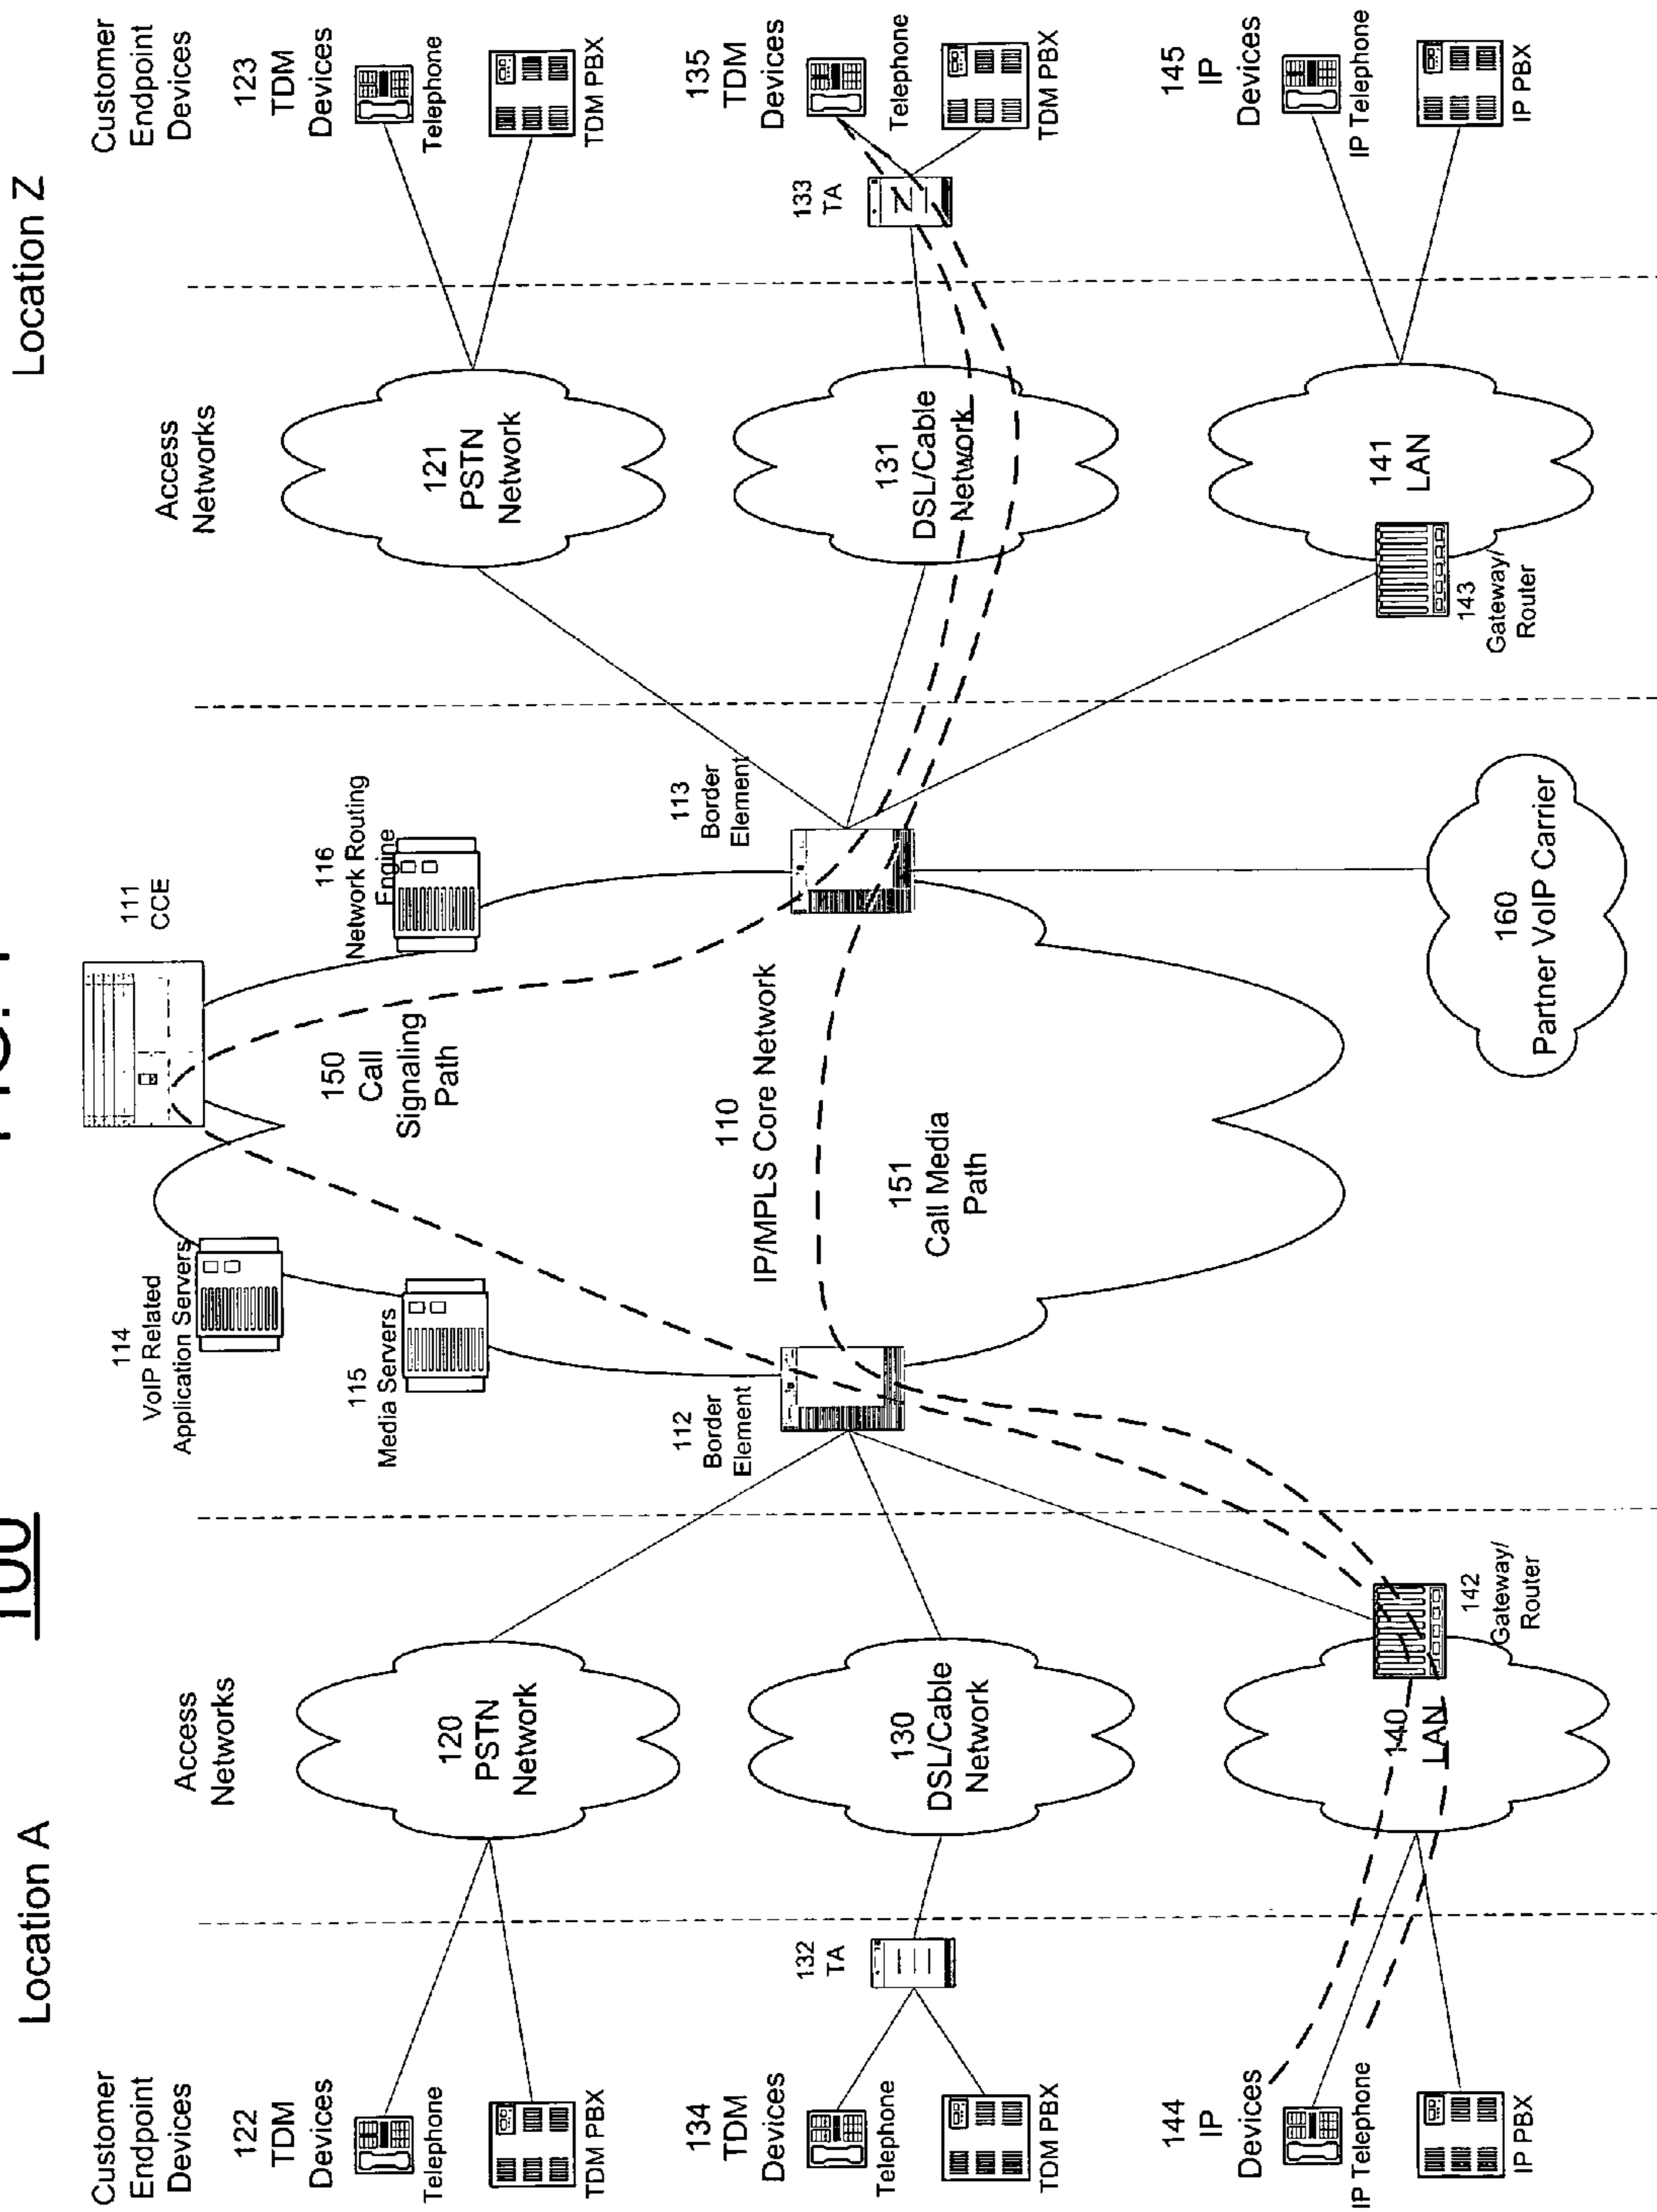 Location A
Location Z
Customer
Endpoint
Devices
Access
Networks
Access
Networks
Customer
Endpoint
Devices
122
TDM
Devices
Telephone
TDM PBX
134
TDM
Devices
Telephone
TDM PBX
144
IP
Devices
IP Telephone
IP PBX
132
TA
120
PSTN
Network
130
DSL/Cable
Network
140
LAN
142
Gateway/
Router
114
VoIP Related
Application Servers
115
Media Servers
112
Border
Element
111
CCE
150
Call
Signaling
Path
110
IP/MPLS Core Network
151
Call Media
Path
116
Network Routing
Engine
113
Border
Element
160
Partner VoIP Carrier
121
PSTN
Network
131
DSL/Cable
Network
141
LAN
143
Gateway/
Router
133
TA
123
TDM
Devices
Telephone
TDM PBX
135
TDM
Devices
Telephone
TDM PBX
145
IP
Devices
IP Telephone
IP PBX